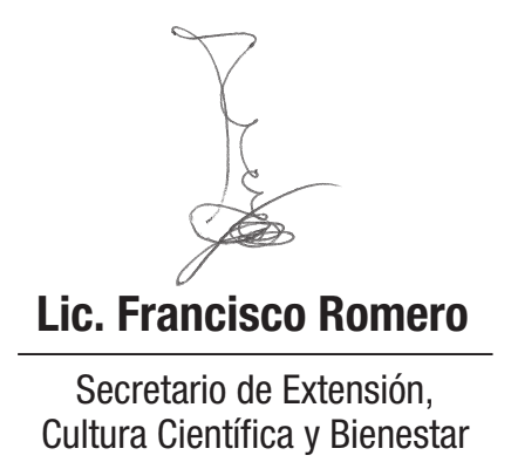 Lic. Francisco Romero
Secretario de Extensión,
Cultura Científica y Bienestar